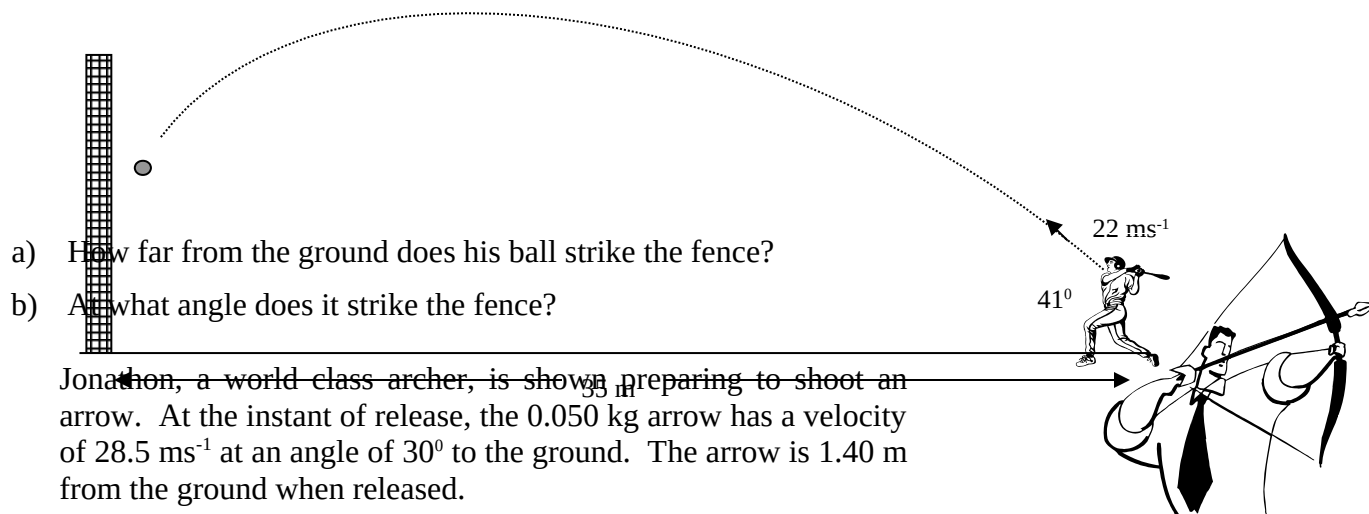 22 ms-1
a) How far from the ground does his ball strike the fence?
41⁰
b) At what angle does it strike the fence?
35 m
Jonathon, a world class archer, is shown preparing to shoot an
arrow. At the instant of release, the 0.050 kg arrow has a velocity
of 28.5 ms-1 at an angle of 30⁰ to the ground. The arrow is 1.40 m
from the ground when released.